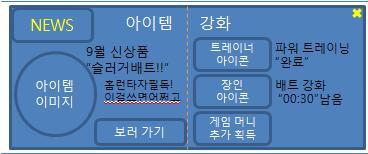 NEWS
아이템
9월 신상품
"슬러거배트!!"
홈런타자필독!
이걸쓰면어쩌고
아이템
이미지
보러 가기
강화
트레이너
아이콘
파워 트레이닝
"완료"
장인
아이콘
배트 강화
"00:30"남음
게임 머니
추가 획득